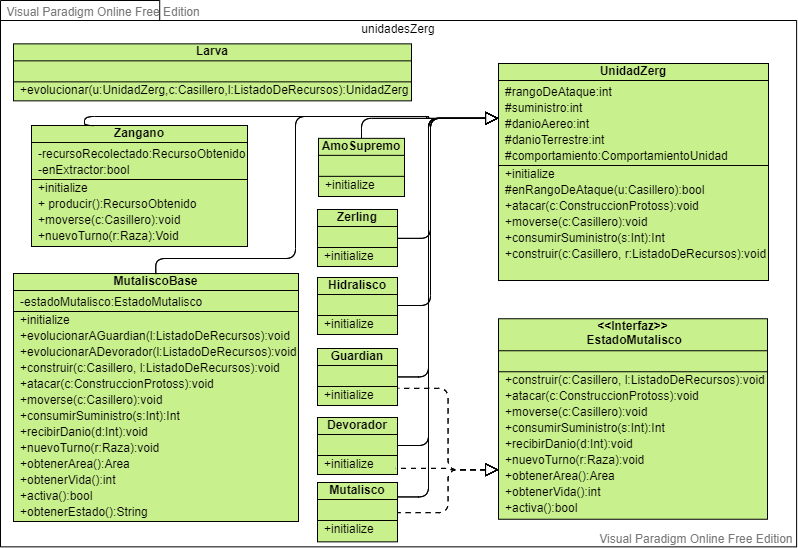 Visual Paradigm Online Free Edition
unidadesZerg
Larva
+evolucionar(u:UnidadZerg,c:Casillero,l:ListadoDeRecursos):UnidadZerg
UnidadZerg
#rangoDeAtaque:int
#suministro:int
#danioAereo:int
#danioTerrestre:int
#comportamiento:ComportamientoUnidad
+initialize
#enRangoDeAtaque(u:Casillero):bool
+atacar(c:ConstruccionProtoss):void
+moverse(c:Casillero):void
+consumirSuministro(s:Int):Int
+construir(c:Casillero, r:ListadoDeRecursos):void
Zangano
-recursoRecolectado:RecursoObtenido
-enExtractor:bool
+initialize
+ producir():RecursoObtenido
+moverse(c:Casillero):void
+nuevoTurno(r:Raza):Void
AmoSupremo
+initialize
Zerling
+initialize
Hidralisco
+initialize
Guardian
+initialize
Devorador
+initialize
Mutalisco
+initialize
MutaliscoBase
-estadoMutalisco:EstadoMutalisco
+initialize
+evolucionarAGuardian(l:ListadoDeRecursos):void
+evolucionarADevorador(l:ListadoDeRecursos):void
+construir(c:Casillero, l:ListadoDeRecursos):void
+atacar(c:ConstruccionProtoss):void
+moverse(c:Casillero):void
+consumirSuministro(s:Int):Int
+recibirDanio(d:Int):void
+nuevoTurno(r:Raza):void
+obtenerArea():Area
+obtenerVida():int
+activa():bool
+obtenerEstado():String
<<Interfaz>>
EstadoMutalisco
+construir(c:Casillero, l:ListadoDeRecursos):void
+atacar(c:ConstruccionProtoss):void
+moverse(c:Casillero):void
+consumirSuministro(s:Int):Int
+recibirDanio(d:Int):void
+nuevoTurno(r:Raza):void
+obtenerArea():Area
+obtenerVida():int
+activa():bool
Visual Paradigm Online Free Edition